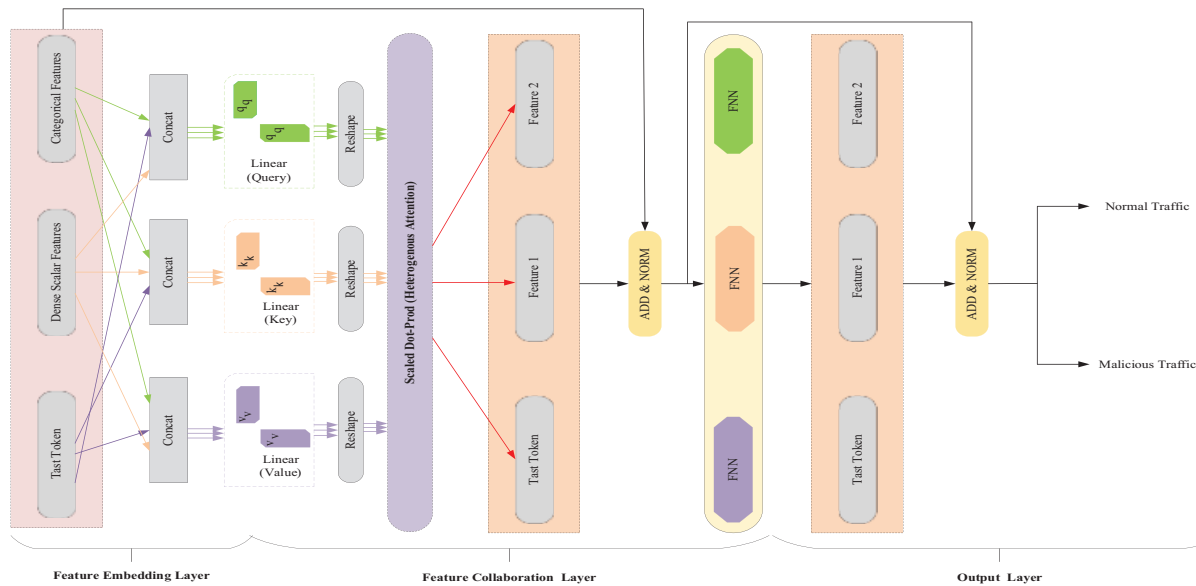 Categorical Features
Dense Scalar Features
Tast Token
Concat
Concat
Concat
q q
q q
Linear
(Query)
k k
k k
Linear
(Key)
v v
v v
Linear
(Value)
Reshape
Reshape
Reshape
Scaled Dot-Prod (Heterogenous Attention)
Feature 2
Feature 1
Tast Token
ADD & NORM
FNN
FNN
FNN
Feature 2
Feature 1
Tast Token
ADD & NORM
Normal Traffic
Malicious Traffic
Feature Embedding Layer
Feature Collaboration Layer
Output Layer